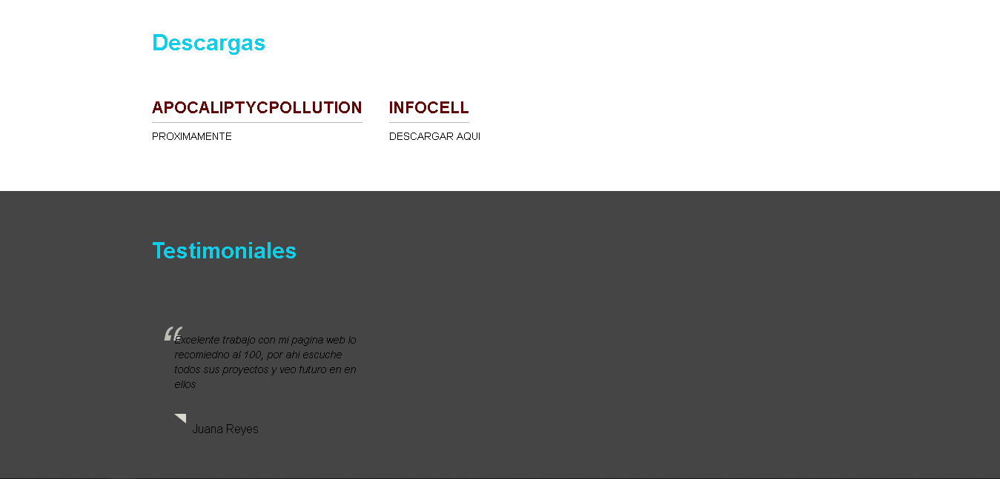 Descargas
APOCALIPTYCPOLLUTION
INFOCELL
PROXIMAMENTE
DESCARGAR AQUI
Testimoniales
“Excelente trabajo con mi pagina web lo
recomiedno al 100, por ahi escuche
todos sus proyectos y veo futuro en en
ellos
Juana Reyes